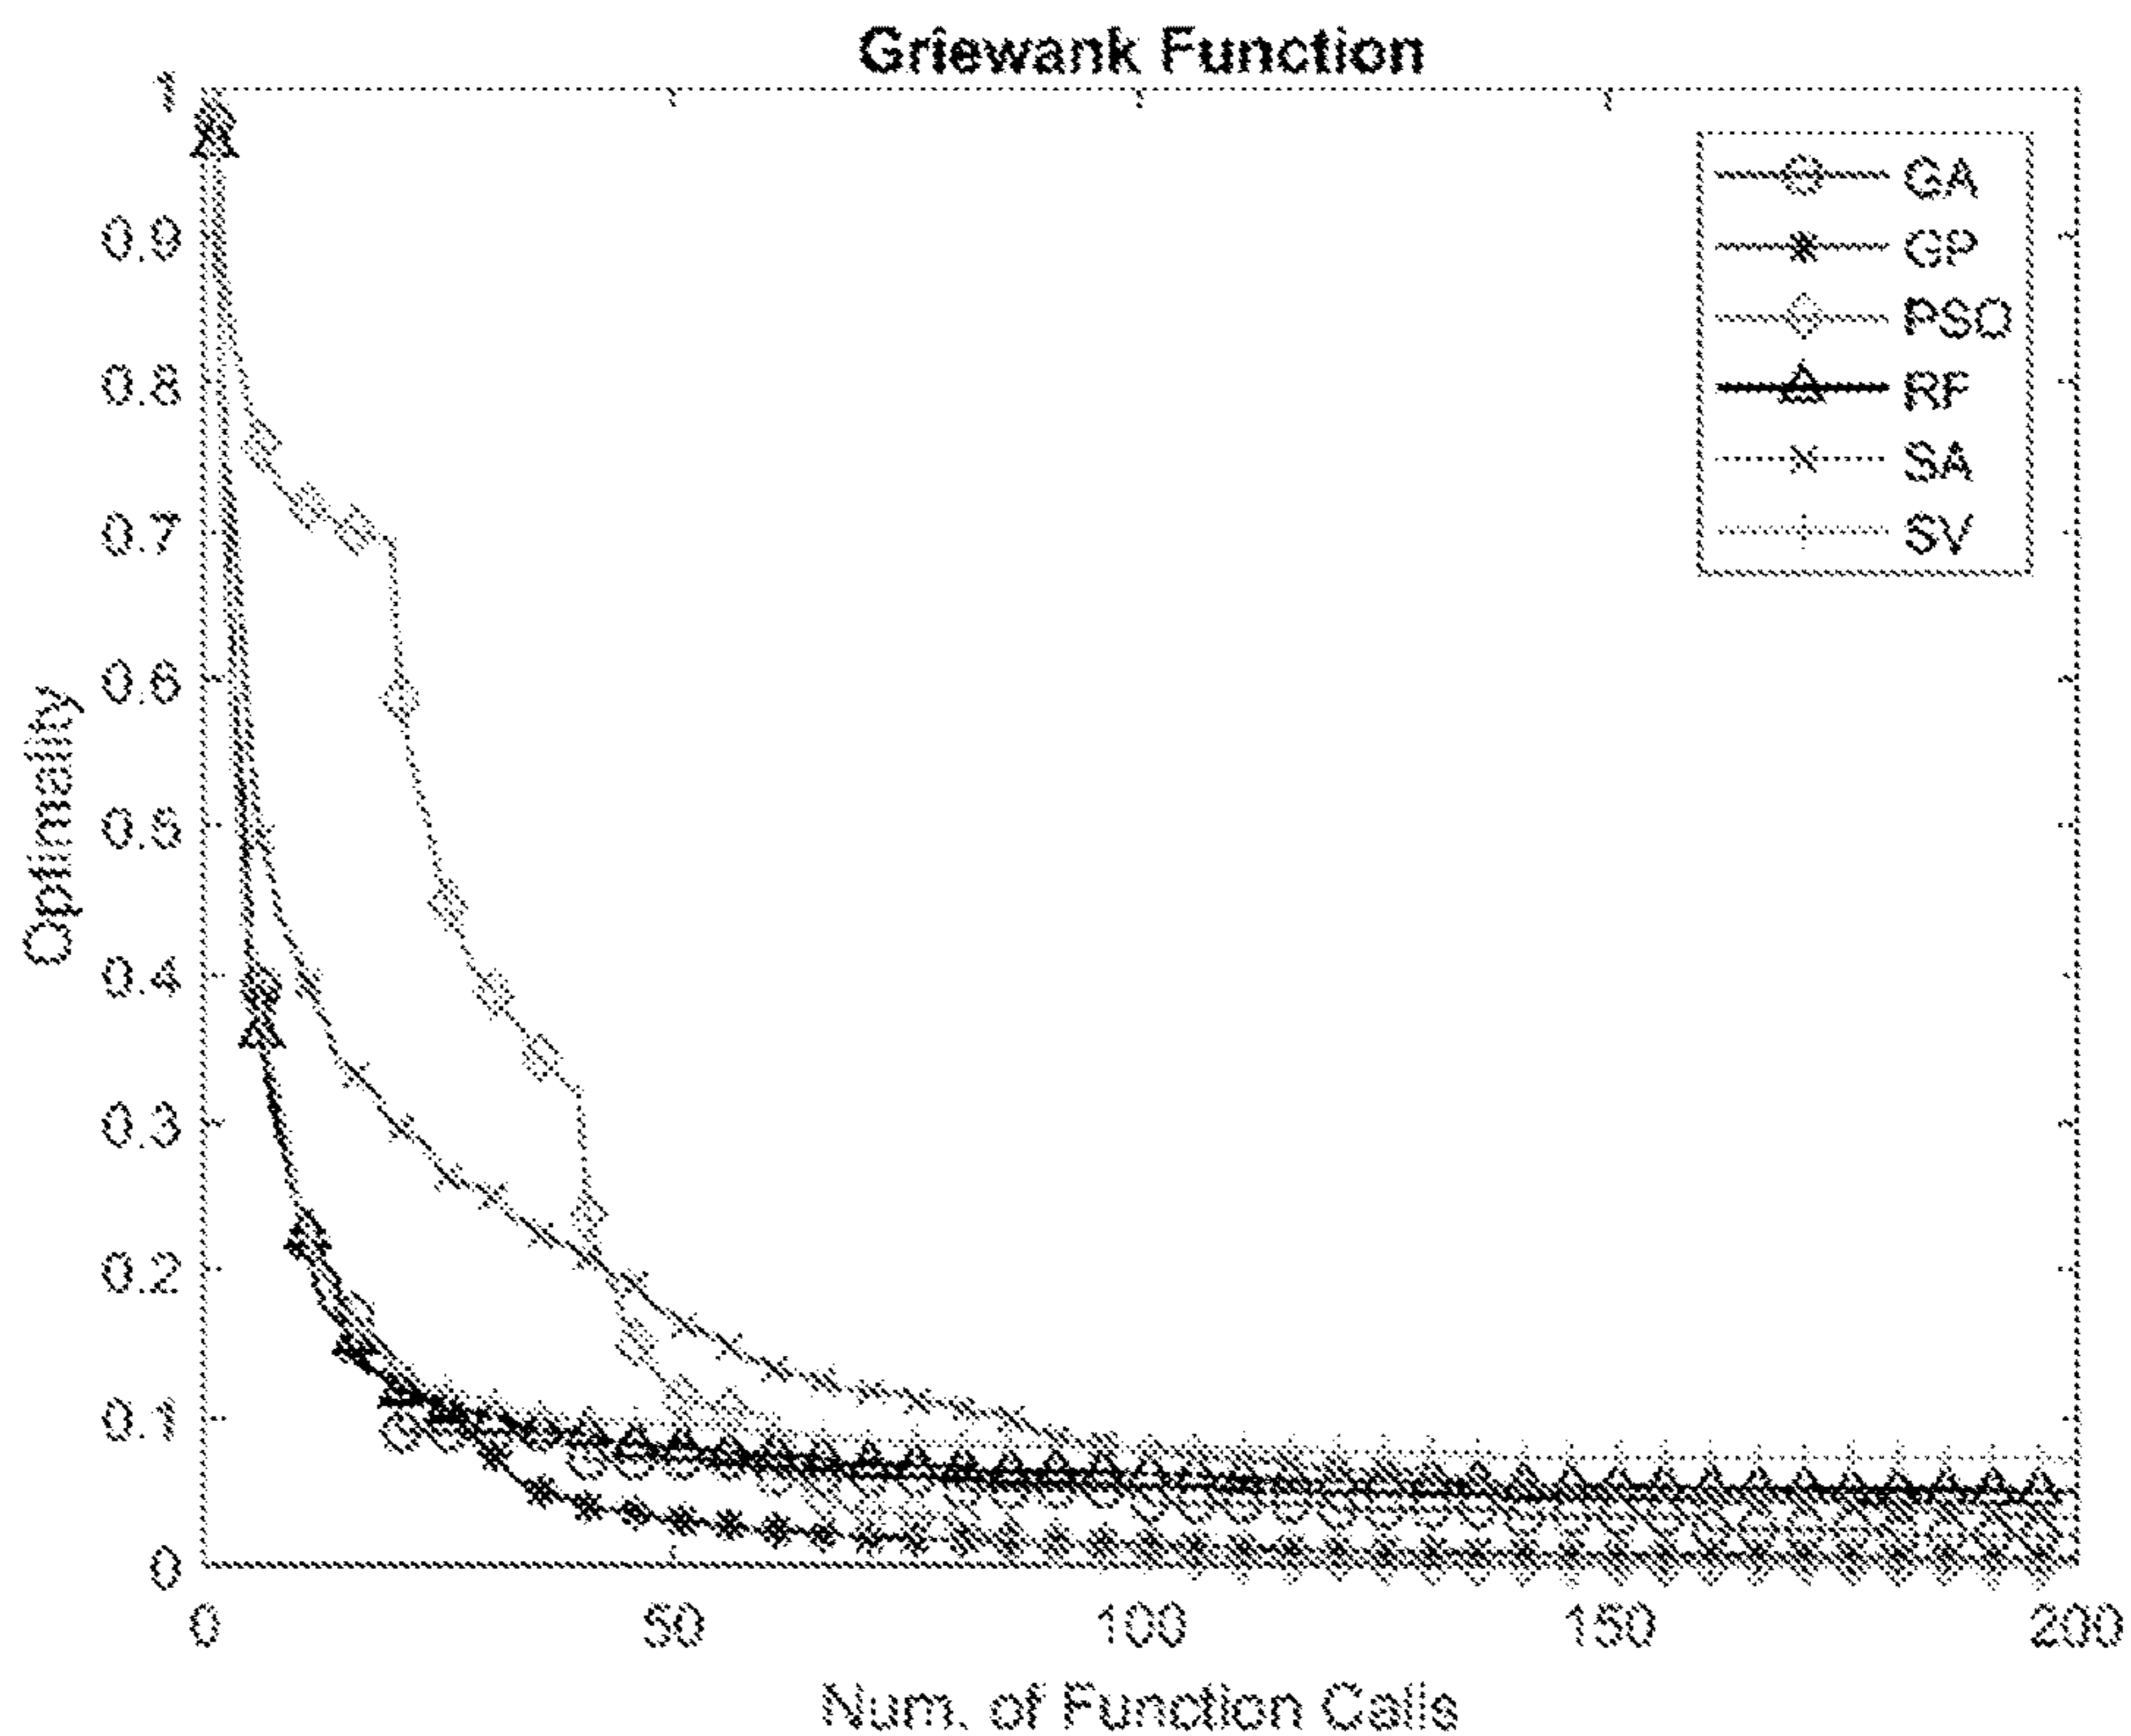 Griewank Function
1
0.9
0.8
0.7
0.6
0.5
0.4
0.3
0.2
0.1
0
Optimality
GA
GP
PSO
RF
SA
SV
0 50 100 150 200
Num. of Function Calls